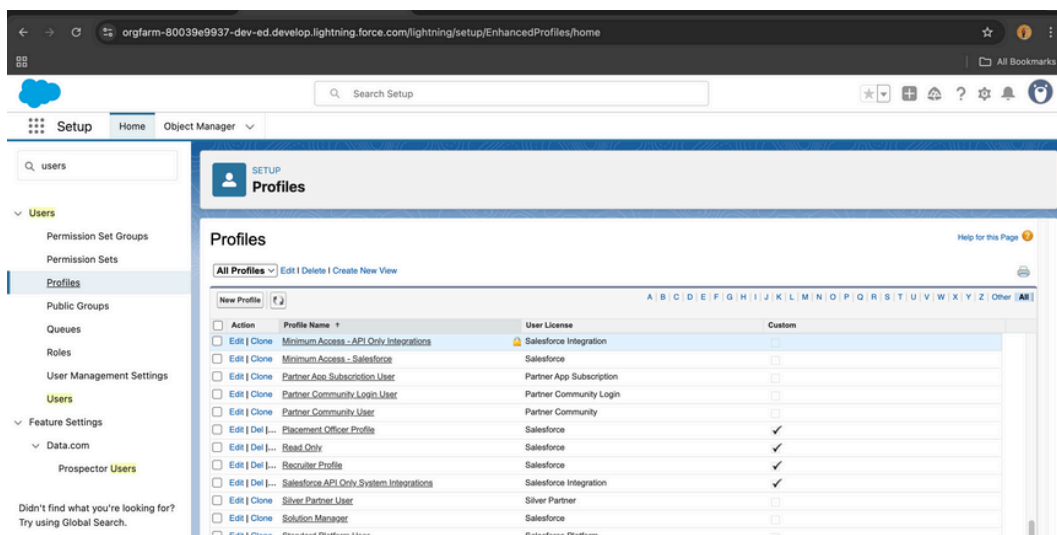 orgfarm-80039e9937-dev-ed.develop.lightning.force.com/lightning/setup/EnhancedProfiles/home
All Bookmarks
Search Setup
Setup Home Object Manager
users
SETUP
Profiles
Users
Permission Set Groups
Permission Sets
Profiles
Public Groups
Queues
Roles
User Management Settings
Users
Feature Settings
Data.com
Prospector Users
Didn't find what you're looking for?
Try using Global Search.
Profiles
Help for this Page
All Profiles Edit | Delete | Create New View
New Profile A | B | C | D | E | F | G | H | I | J | K | L | M | N | O | P | Q | R | S | T | U | V | W | X | Y | Z | Other | All
Action Profile Name ↑ User License Custom
Edit | Clone Minimum Access - API Only Integrations Salesforce Integration
Edit | Clone Minimum Access - Salesforce Salesforce
Edit | Clone Partner App Subscription User Partner App Subscription
Edit | Clone Partner Community Login User Partner Community Login
Edit | Clone Partner Community User Partner Community
Edit | Del |... Placement Officer Profile Salesforce
Edit | Del |... Read Only Salesforce
Edit | Del |... Recruiter Profile Salesforce
Edit | Del |... Salesforce API Only System Integrations Salesforce Integration
Edit | Clone Silver Partner User Silver Partner
Edit | Clone Solution Manager Salesforce
Edit | Clone Standard Platform User Salesforce Platform